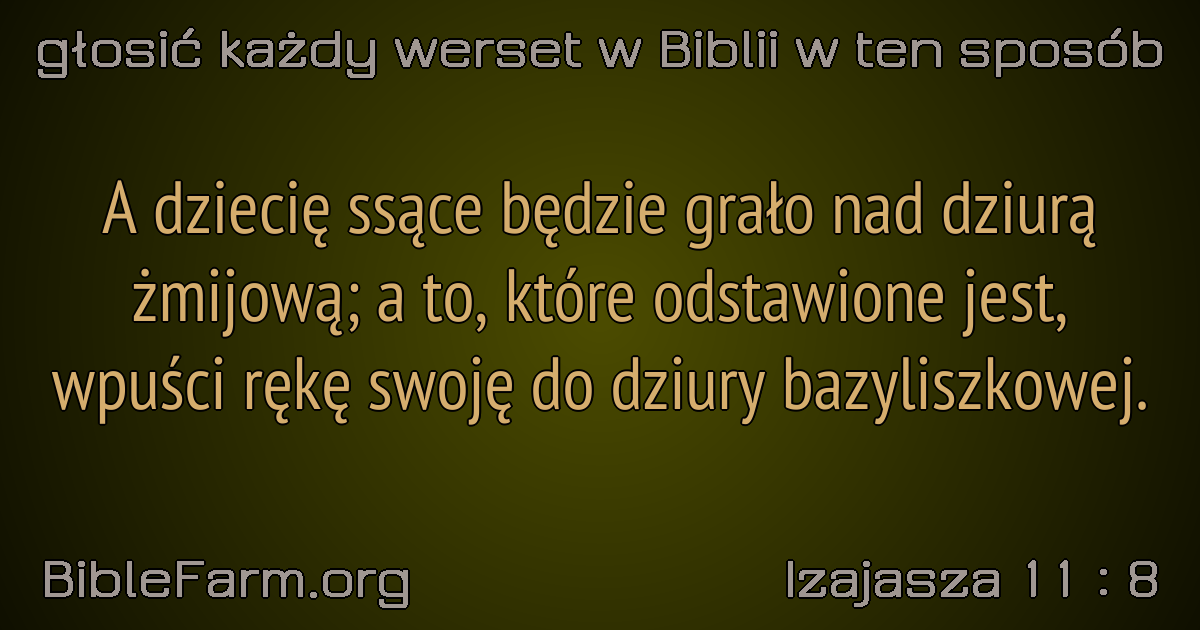 głosić każdy werset w Biblii w ten sposób
A dziecię ssące będzie grało nad dziurą
żmijową; a to, które odstawione jest,
wpuści rękę swoję do dziury bazyliszkowej.
BibleFarm.org
Izajasza 11 : 8